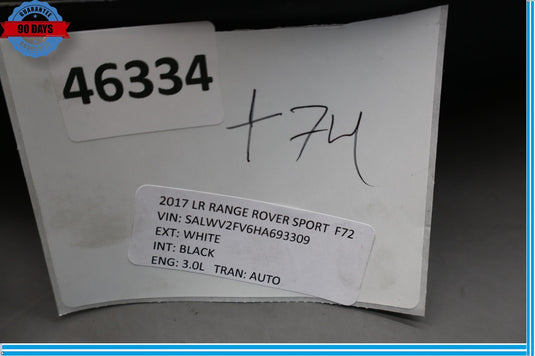 GUARANTEE
90 DAYS
46334
+74
2017 LR RANGE ROVER SPORT F72
VIN: SALWV2FV6HA693309
EXT: WHITE
INT: BLACK
ENG: 3.0L TRAN: AUTO